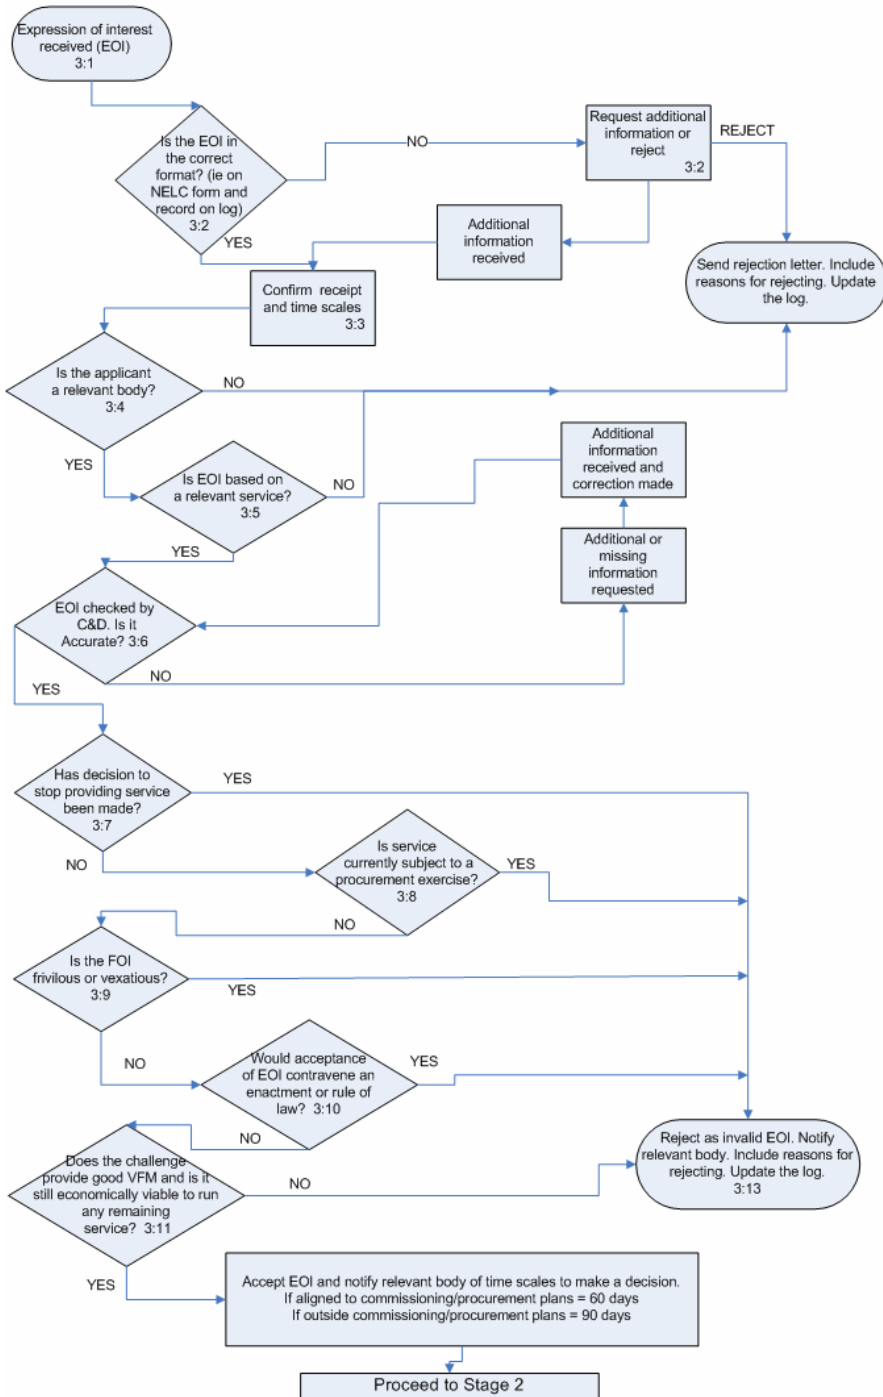 Expression of interest
received (EOI)
3:1
Is the EOI in
the correct
format? (ie on
NELC form and
record on log)
3:2
NO
Request additional
information or
reject
3:2
REJECT
YES
Additional
information
received
Send rejection letter. Include
reasons for rejecting. Update
the log.
Confirm receipt
and time scales
3:3
Is the applicant
a relevant body?
3:4
NO
YES
Is EOI based on
a relevant service?
3:5
NO
Additional
information
received and
correction made
YES
Additional or
missing
information
requested
EOI checked by
C&D. Is it
Accurate? 3:6
NO
YES
Has decision to
stop providing service
been made?
3:7
YES
NO
Is service
currently subject to a
procurement exercise?
3:8
YES
NO
Is the FOI
frivilous or vexatious?
3:9
YES
NO
Would acceptance
of EOI contravene an
enactment or rule of
law? 3:10
YES
NO
Reject as invalid EOI. Notify
relevant body. Include reasons for
rejecting. Update the log.
3:13
Does the challenge
provide good VFM and is it
still economically viable to run
any remaining
service? 3:11
NO
YES
Accept EOI and notify relevant body of time scales to make a decision.
If aligned to commissioning/procurement plans = 60 days
If outside commissioning/procurement plans = 90 days
Proceed to Stage 2